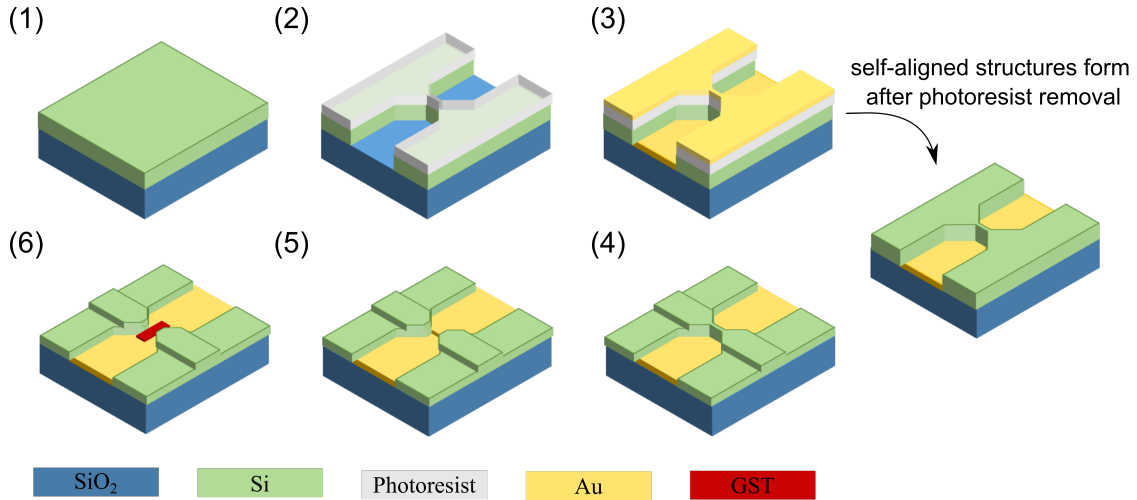 (1)
(2)
(3)
self-aligned structures form
after photoresist removal
(6)
(5)
(4)
SiO₂
Si
Photoresist
Au
GST